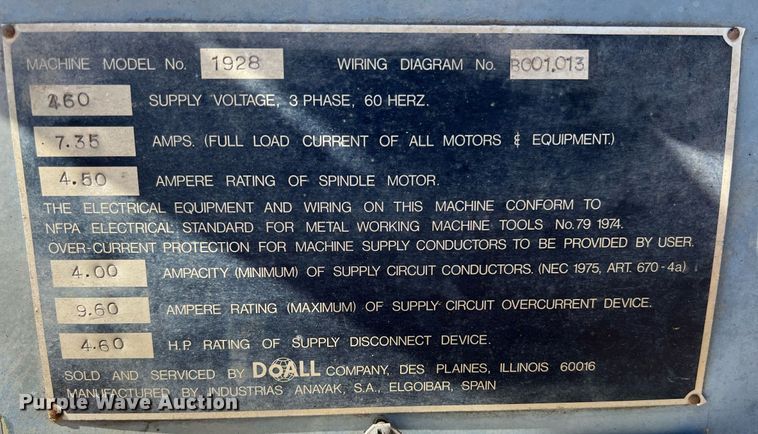 MACHINE MODEL No. 1928 WIRING DIAGRAM No. 8001.013
460 SUPPLY VOLTAGE, 3 PHASE, 60 HERZ.
7.35 AMPS. (FULL LOAD CURRENT OF ALL MOTORS & EQUIPMENT.)
4.50 AMPERE RATING OF SPINDLE MOTOR.
THE ELECTRICAL EQUIPMENT AND WIRING ON THIS MACHINE CONFORM TO
NFPA ELECTRICAL STANDARD FOR METAL WORKING MACHINE TOOLS No. 79 1974.
OVER-CURRENT PROTECTION FOR MACHINE SUPPLY CONDUCTORS TO BE PROVIDED BY USER.
4.00 AMPACITY (MINIMUM) OF SUPPLY CIRCUIT CONDUCTORS. (NEC 1975, ART. 670-4a)
9.60 AMPERE RATING (MAXIMUM) OF SUPPLY CIRCUIT OVERCURRENT DEVICE.
4.60 H.P. RATING OF SUPPLY DISCONNECT DEVICE.
SOLD AND SERVICED BY DOALL COMPANY, DES PLAINES, ILLINOIS 60016
MANUFACTURED BY INDUSTRIAS ANAYAK, S.A., ELGOIBAR, SPAIN
Purple Wave Auction